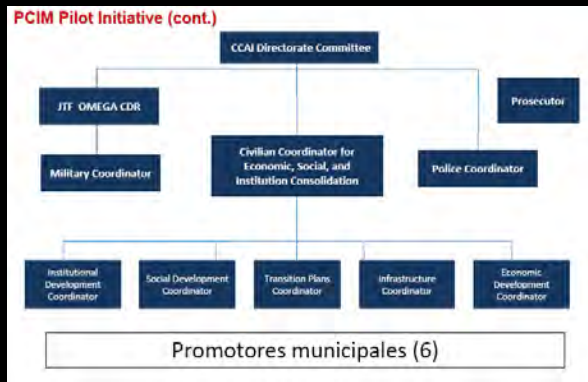 PCIM Pilot Initiative (cont.)
CCAI Directorate Committee
JTF OMEGA CDR
Prosecutor
Military Coordinator
Civilian Coordinator for
Economic, Social, and
Institution Consolidation
Police Coordinator
Institutional
Development
Coordinator
Social Development
Coordinator
Transition Plans
Coordinator
Infrastructure
Coordinator
Economic
Development
Coordinator
Promotores municipales (6)